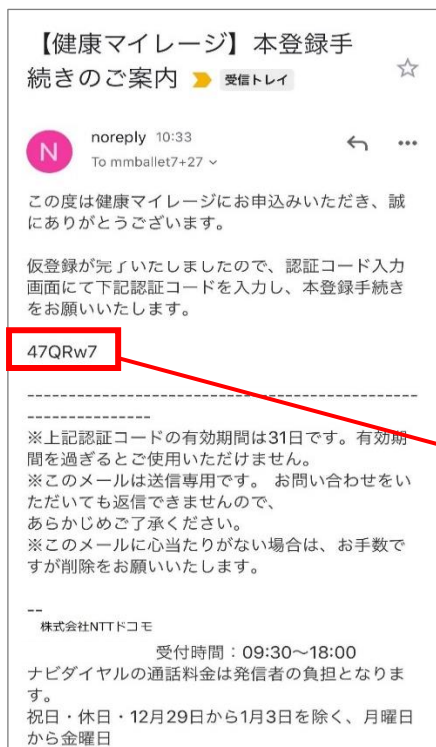 【健康マイレージ】本登録手
続きのご案内 受信トレイ
N
noreply 10:33
To mmballet7+27
この度は健康マイレージにお申込みいただき、誠
にありがとうございます。
仮登録が完了いたしましたので、認証コード入力
画面にて下記認証コードを入力し、本登録手続き
をお願いいたします。
47QRw7
------------------------------------------------
---------------
※上記認証コードの有効期間は31日です。有効期
間を過ぎるとご使用いただけません。
※このメールは送信専用です。 お問い合わせをい
ただいても返信できませんので、
あらかじめご了承ください。
※このメールに心当たりがない場合は、お手数で
すが削除をお願いいたします。
--
株式会社NTTドコモ
受付時間：09:30～18:00
ナビダイヤルの通話料金は発信者の負担となりま
す。
祝日・休日・12月29日から1月3日を除く、月曜日
から金曜日